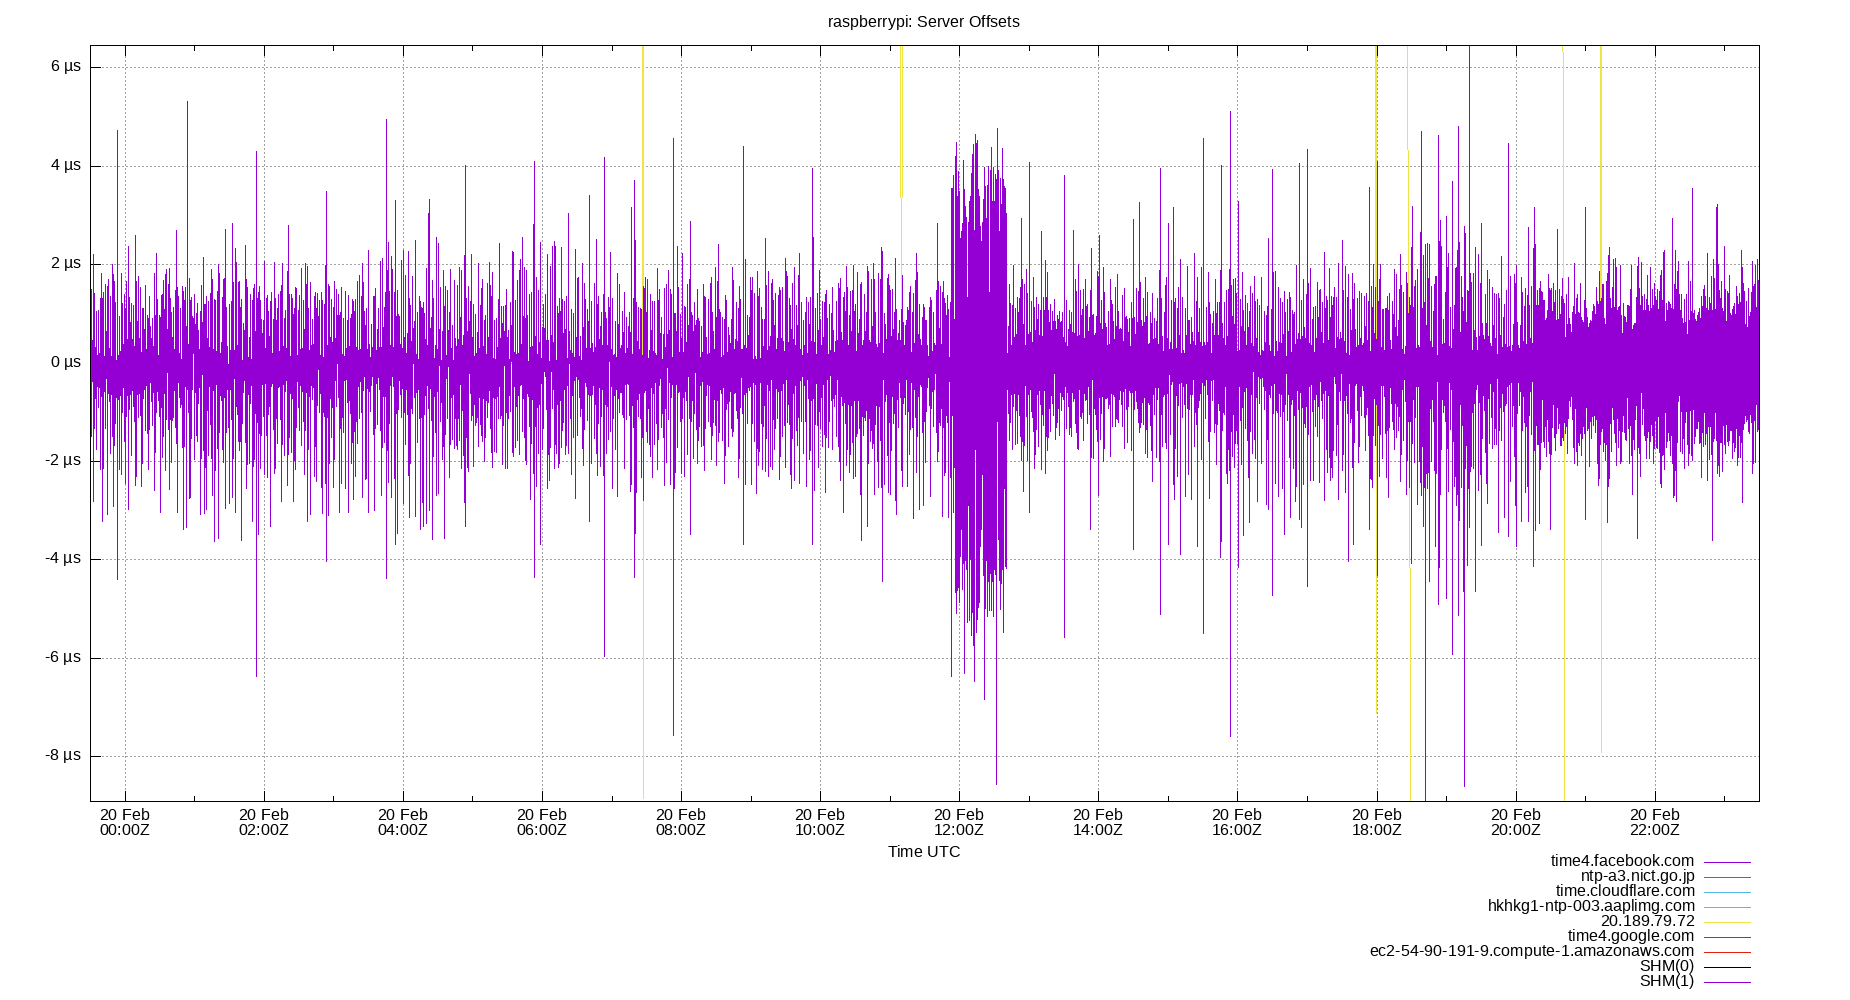 raspberrypi: Server Offsets
6 µs
4 µs
2 µs
0 µs
-2 µs
-4 µs
-6 µs
-8 µs
20 Feb 20 Feb 20 Feb 20 Feb 20 Feb 20 Feb 20 Feb 20 Feb 20 Feb 20 Feb 20 Feb 20 Feb
00:00Z 02:00Z 04:00Z 06:00Z 08:00Z 10:00Z 12:00Z 14:00Z 16:00Z 18:00Z 20:00Z 22:00Z
Time UTC
time4.facebook.com
ntp-a3.nict.go.jp
time.cloudflare.com
hkhkg1-ntp-003.aaplimg.com
20.189.79.72
time4.google.com
ec2-54-90-191-9.compute-1.amazonaws.com
SHM(0)
SHM(1)